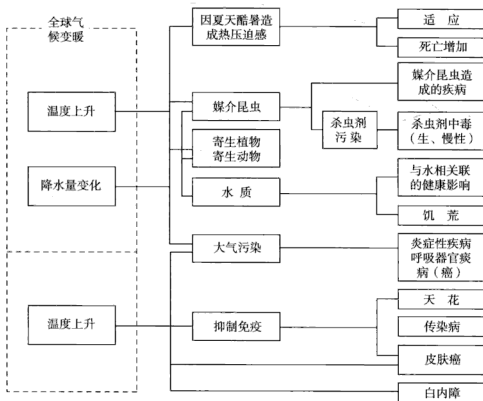 全球气
候变暖
温度上升
降水量变化
温度上升
因夏天酷暑造
成热压迫感
媒介昆虫
寄生植物
寄生动物
水 质
大气污染
抑制免疫
杀虫剂
污 染
适 应
死亡增加
媒介昆虫造
成的疾病
杀虫剂中毒
(生、慢性)
与水相关联
的健康影响
饥 荒
炎症性疾病
呼吸器官疾
病(癌)
天 花
传染病
皮肤癌
白内障